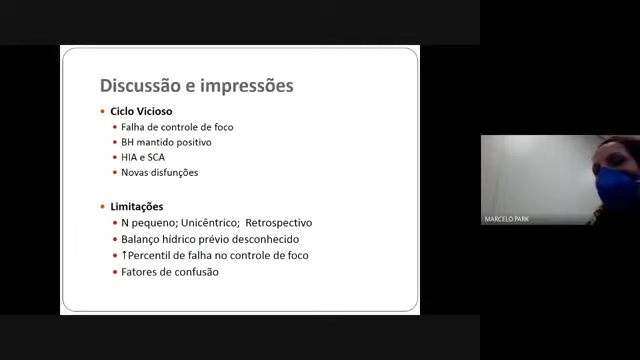 Discussão e impressões
• Ciclo Vicioso
• Falha de controle de foco
• BH mantido positivo
• HIA e SCA
• Novas disfunções
• Limitações
• N pequeno; Unicêntrico; Retrospectivo
• Balanço hídrico prévio desconhecido
• ↑Percentil de falha no controle de foco
• Fatores de confusão
MARCELO PARK